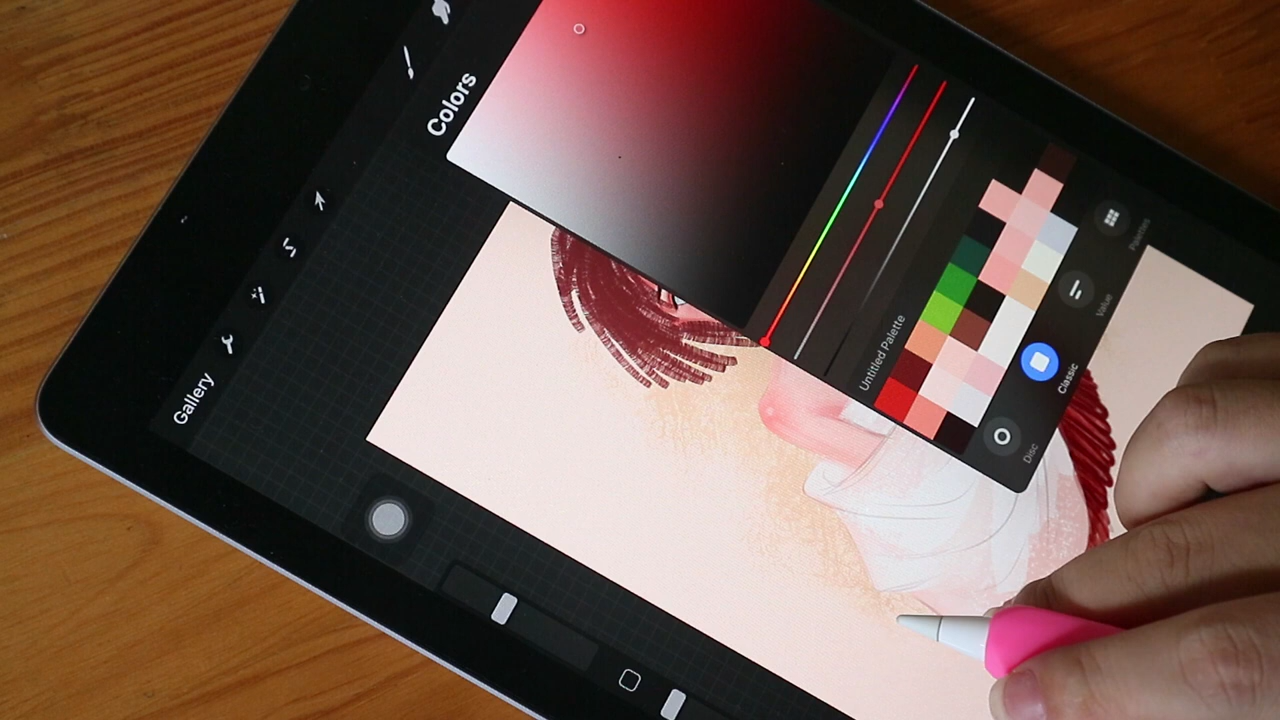 Gallery
Colors
Untitled Palette
Disc
Classic
Value
Palettes